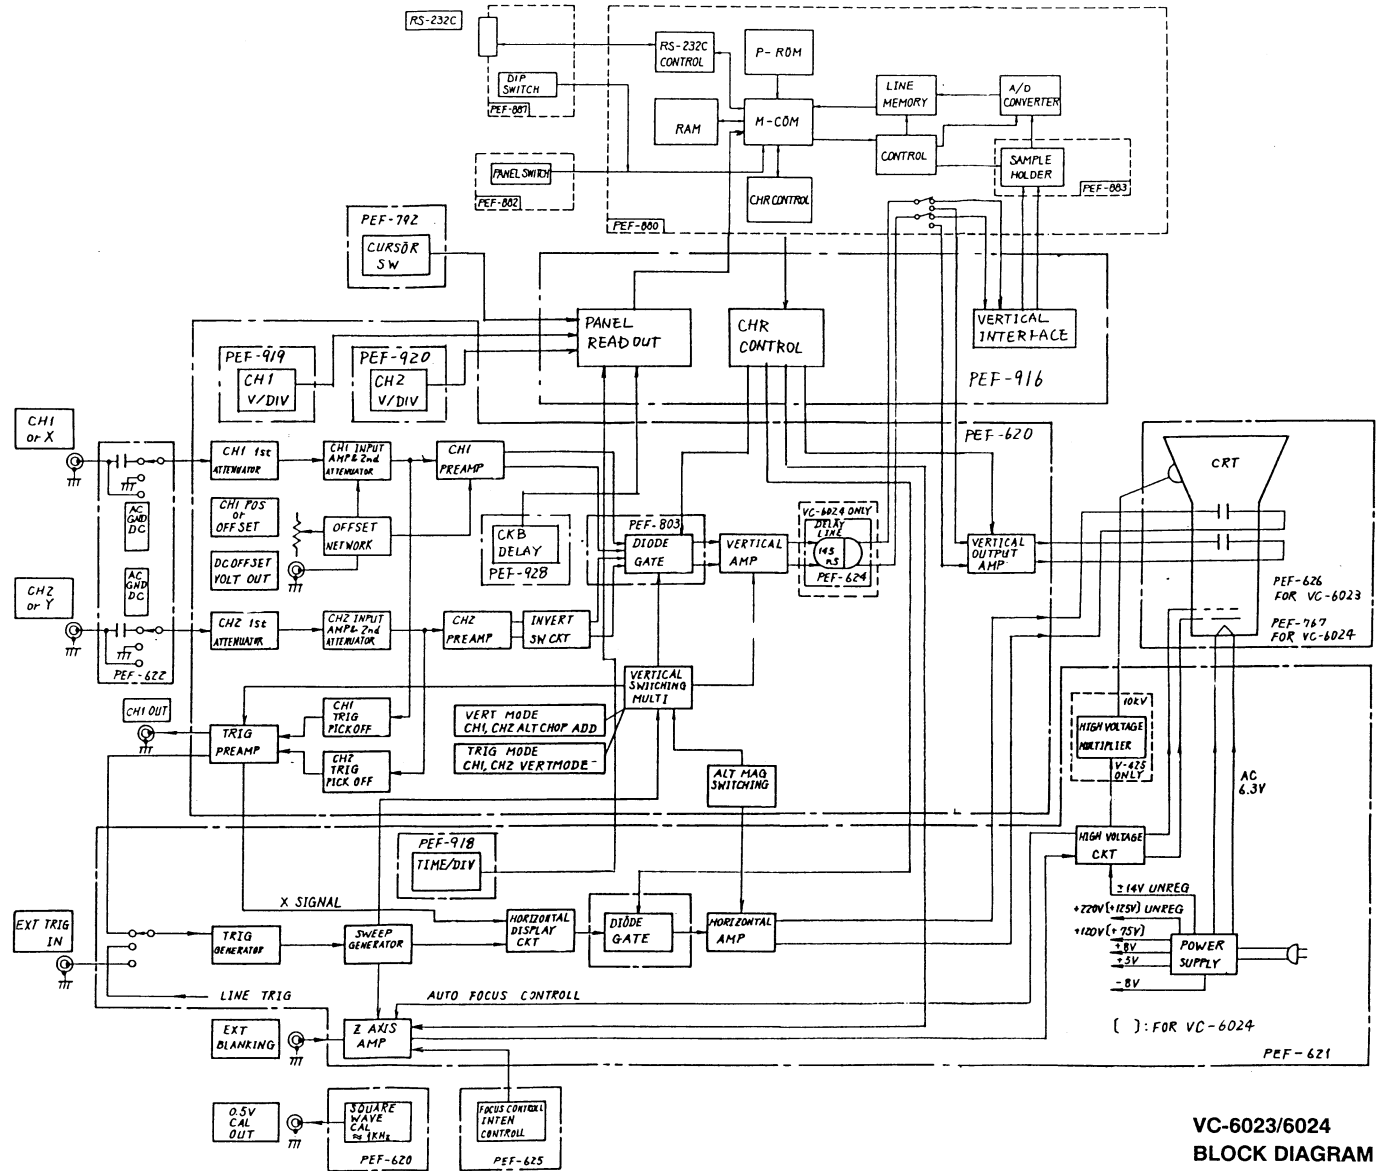 RS-232C
DIP
SWITCH
PEF-887
RS-232C
CONTROL
P-ROM
RAM
M-COM
LINE
MEMORY
A/D
CONVERTER
CONTROL
SAMPLE
HOLDER
PEF-883
PANEL SWITCH
PEF-882
CHR CONTROL
PEF-880
PEF-792
CURSOR
SW
PANEL
READ OUT
CHR
CONTROL
VERTICAL
INTERFACE
PEF-916
PEF-919
CH1
V/DIV
PEF-920
CH2
V/DIV
PEF-620
CH1
or X
CH1 1st
ATTENUATOR
CH1 INPUT
AMP & 2nd
ATTENUATOR
CH1
PREAMP
AC
GND
DC
CH1 POS
or
OFFSET
OFFSET
NETWORK
DC OFFSET
VOLT OUT
CKB
DELAY
PEF-928
PEF-803
DIODE
GATE
VERTICAL
AMP
VC-6024 ONLY
DELAY
LINE
145
nS
PEF-624
VERTICAL
OUTPUT
AMP
CRT
PEF-626
FOR VC-6023
PEF-767
FOR VC-6024
AC
GND
DC
CH2
or Y
CH2 1st
ATTENUATOR
CH2 INPUT
AMP & 2nd
ATTENUATOR
CH2
PREAMP
INVERT
SW CKT
PEF-622
VERTICAL
SWITCHING
MULTI
CH1 OUT
TRIG
PREAMP
CH1
TRIG
PICK OFF
CH2
TRIG
PICK OFF
VERT MODE
CH1, CH2 ALT CHOP ADD
TRIG MODE
CH1, CH2 VERTMODE
ALT MAG
SWITCHING
10KV
HIGH VOLTAGE
MULTIPLIER
V-425
ONLY
AC
6.3V
PEF-918
TIME/DIV
HIGH VOLTAGE
CKT
±14V UNREG
+220V(+125V) UNREG
+120V(+75V)
+8V
+5V
-8V
POWER
SUPPLY
X SIGNAL
EXT TRIG
IN
TRIG
GENERATOR
SWEEP
GENERATOR
HORIZONTAL
DISPLAY
CKT
DIODE
GATE
HORIZONTAL
AMP
LINE TRIG
AUTO FOCUS CONTROLL
EXT
BLANKING
Z AXIS
AMP
( ): FOR VC-6024
PEF-621
0.5V
CAL
OUT
SQUARE
WAVE
CAL
≈1KHz
PEF-620
FOCUS CONTROLL
INTEN
CONTROLL
PEF-625
VC-6023/6024
BLOCK DIAGRAM